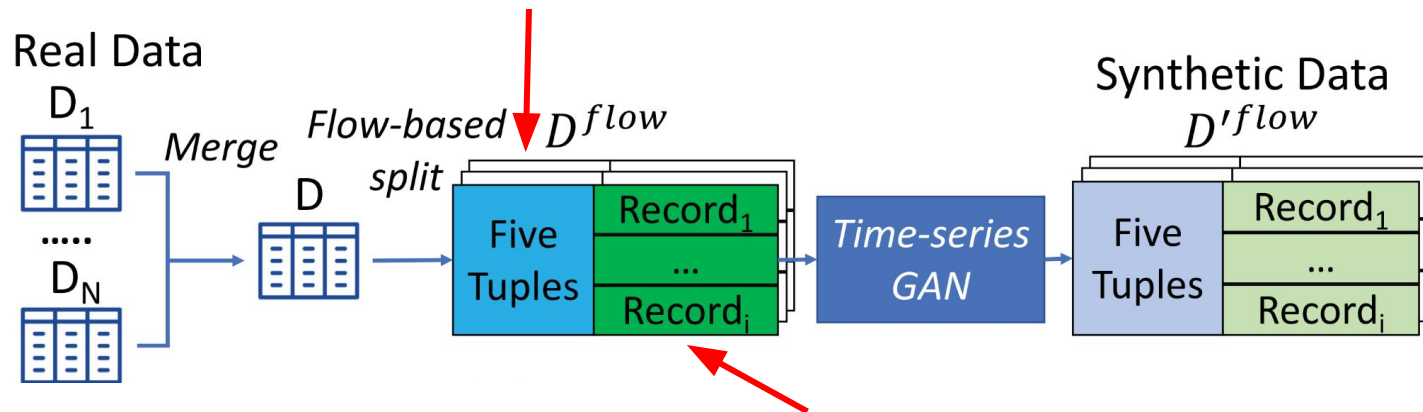 Real Data
D₁
Merge
.....
D_N
D
Flow-based
split
D^{flow}
Five
Tuples
Record₁
...
Recordᵢ
Time-series
GAN
Synthetic Data
D'^{flow}
Five
Tuples
Record₁
...
Recordᵢ